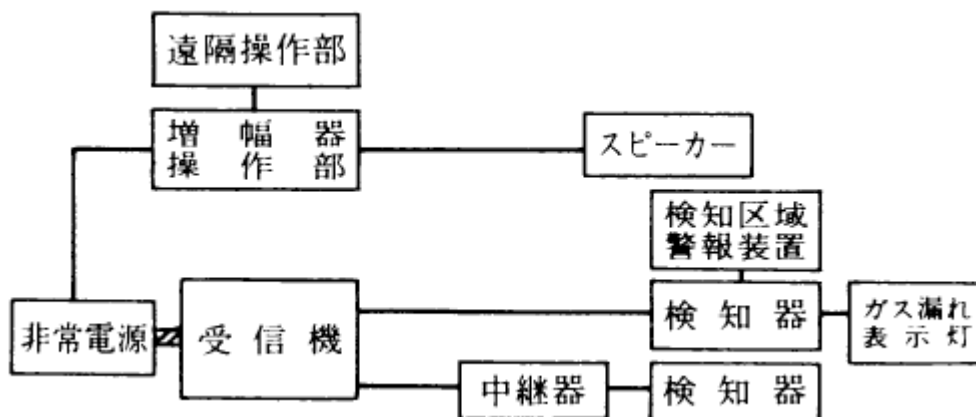 遠隔操作部
増幅器
操作部
スピーカー
検知区域
警報装置
非常電源
受信機
検知器
ガス漏れ
表示灯
中継器
検知器